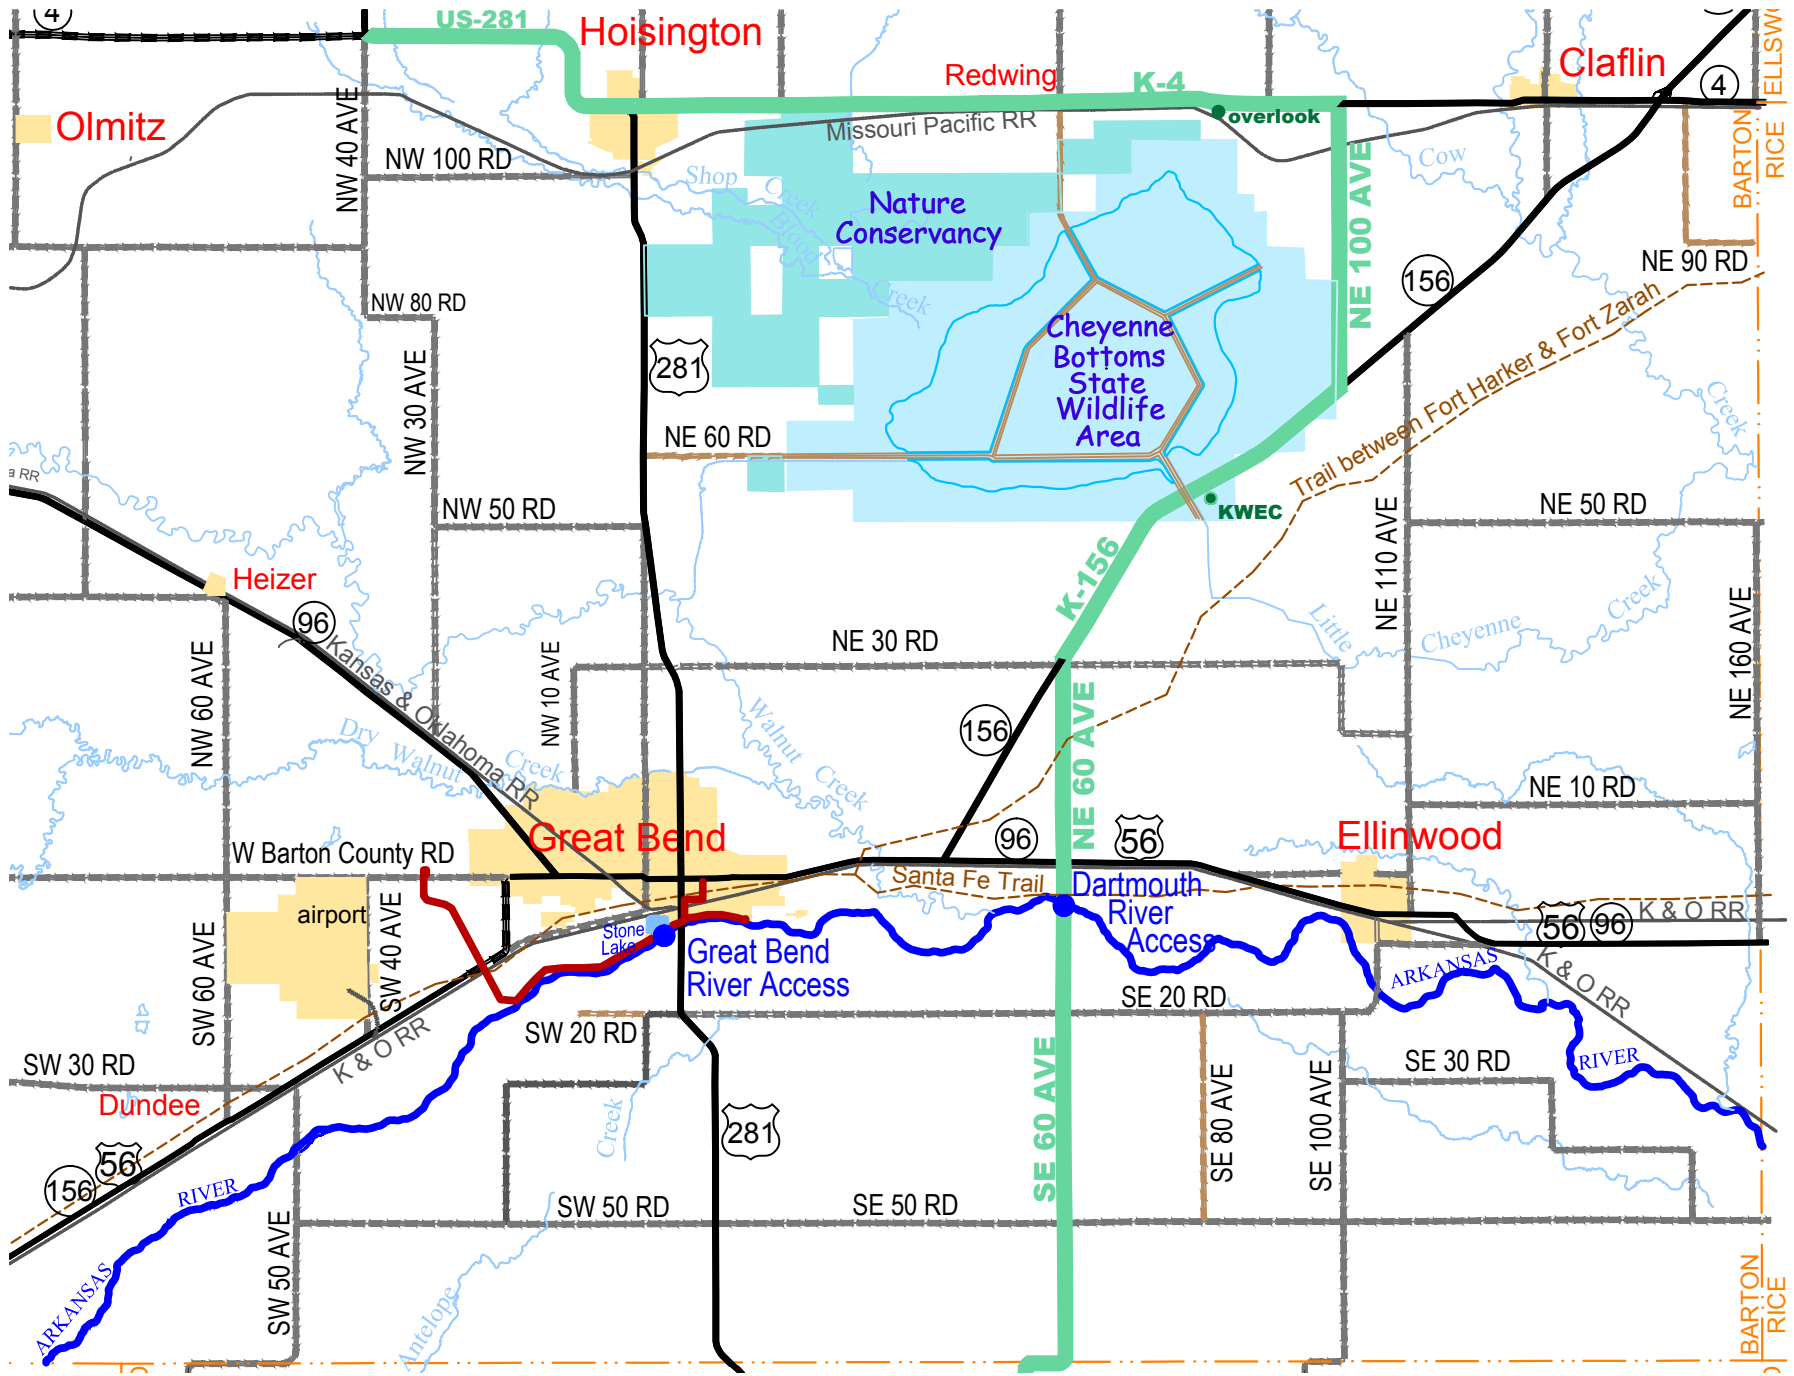 4
US-281
Hoisington
Redwing
K-4
Claflin
4
ELLSWO
Olmitz
NW 40 AVE
NW 100 RD
Missouri Pacific RR
overlook
Cow
BARTON
RICE
Shop
Creek
Blood
Creek
Nature
Conservancy
NE 100 AVE
156
NE 90 RD
NW 80 RD
NW 30 AVE
281
Cheyenne
Bottoms
State
Wildlife
Area
Trail between Fort Harker & Fort Zarah
Creek
NE 60 RD
a RR
NW 50 RD
KWEC
NE 50 RD
NE 110 AVE
K-156
Heizer
96
Kansas & Oklahoma RR
NW 60 AVE
NW 10 AVE
NE 30 RD
Little
Cheyenne
Creek
NE 160 AVE
Dry
Walnut
Creek
Walnut
Creek
156
NE 60 AVE
NE 10 RD
Great Bend
W Barton County RD
96
56
Ellinwood
Santa Fe Trail
Dartmouth
River
Access
airport
SW 40 AVE
SW 60 AVE
Stone
Lake
Great Bend
River Access
56
96
K & O RR
K & O RR
ARKANSAS
RIVER
SE 20 RD
SW 20 RD
K & O RR
SW 30 RD
Dundee
SE 60 AVE
SE 80 AVE
SE 100 AVE
SE 30 RD
281
Creek
156
56
RIVER
ARKANSAS
SW 50 AVE
SW 50 RD
SE 50 RD
Antelope
BARTON
RICE